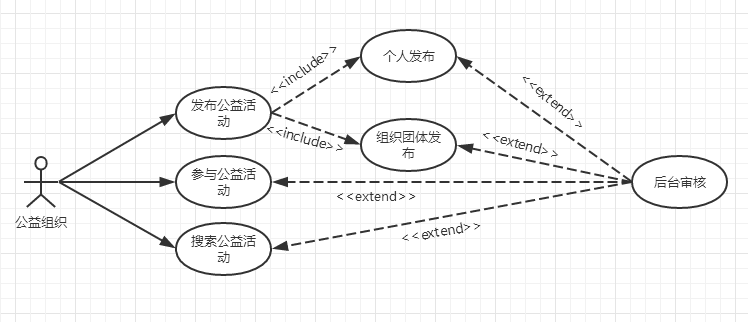 个人发布
<<include>>
<<extend>>
发布公益活
动
<<include>>
组织团体发
布
<<extend>>
公益组织
参与公益活
动
<<extend>>
后台审核
搜索公益活
动
<<extend>>